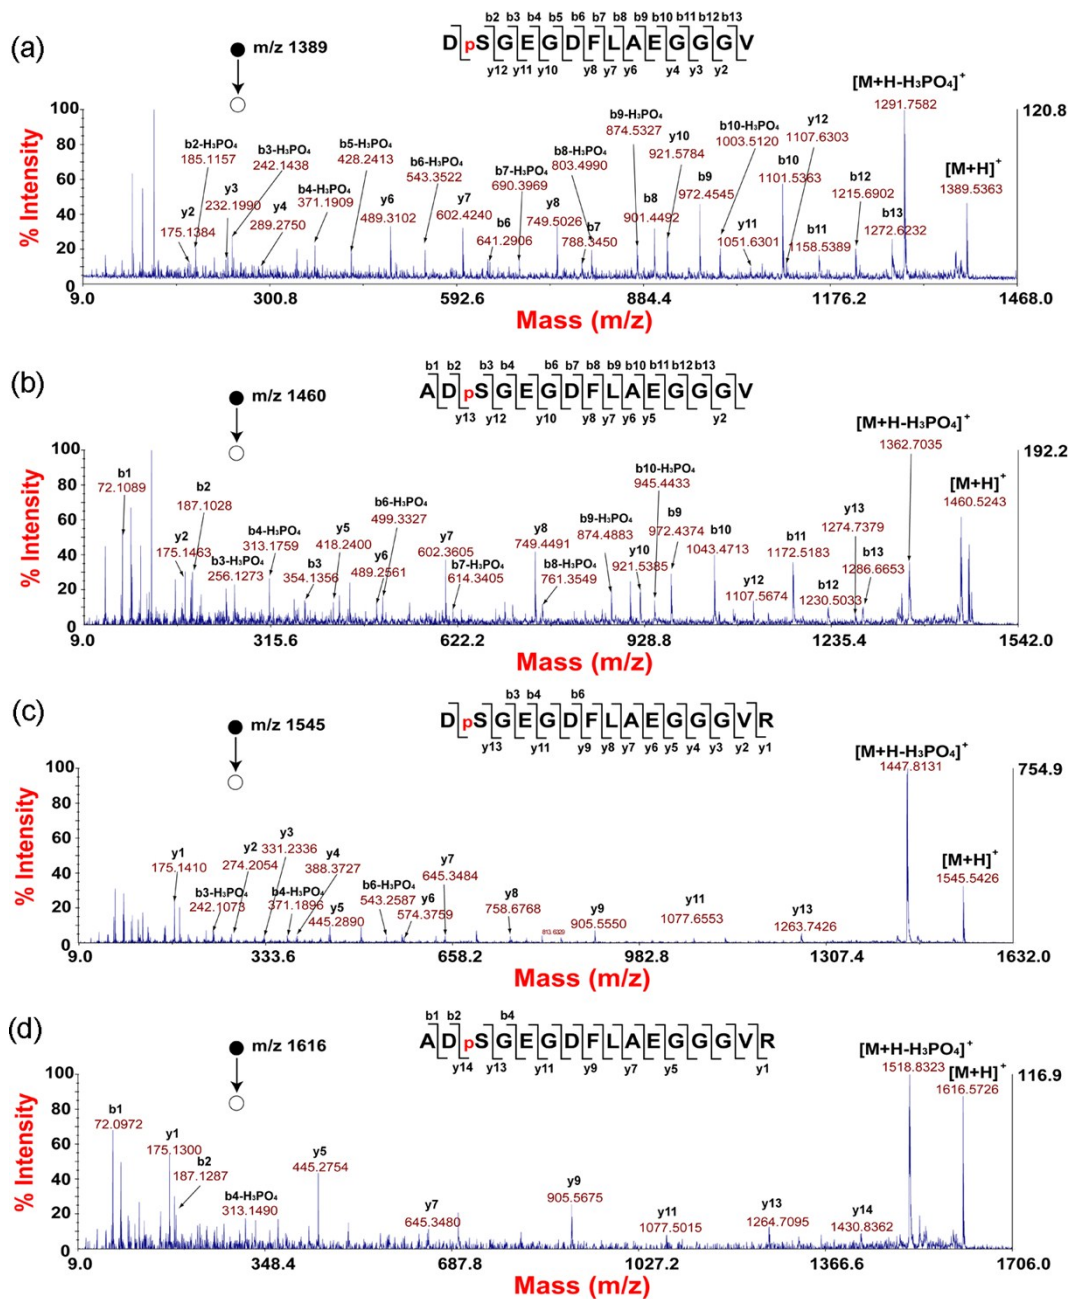 (a)
m/z 1389
b2 b3 b4 b5 b6 b7 b8 b9 b10 b11 b12 b13
D pSGEGDFLAEGGGV
y12 y11 y10 y8 y7 y6 y4 y3 y2
[M+H-H₃PO₄]⁺
1291.7582
120.8
[M+H]⁺
1389.5363
b2-H₃PO₄
185.1157
b3-H₃PO₄
242.1438
y3
232.1990
y2
175.1384
y4
289.2750
b4-H₃PO₄
371.1909
b5-H₃PO₄
428.2413
y6
489.3102
b6-H₃PO₄
543.3522
y7
602.4240
b6
641.2906
b7-H₃PO₄
690.3969
y8
749.5026
b7
788.3450
b8-H₃PO₄
803.4990
b9-H₃PO₄
874.5327
b8
901.4492
y10
921.5784
b9
972.4545
b10-H₃PO₄
1003.5120
y11
1051.6301
b10
1101.5363
y12
1107.6303
b11
1158.5389
b12
1215.6902
b13
1272.6232
% Intensity
100
80
60
40
20
0
9.0 300.8 592.6 884.4 1176.2 1468.0
Mass (m/z)
(b)
m/z 1460
b1 b2 b3 b4 b6 b7 b8 b9 b10 b11 b12 b13
ADpSGEGDFLAEGGGV
y13 y12 y10 y8 y7 y6 y5 y2
[M+H-H₃PO₄]⁺
1362.7035
192.2
[M+H]⁺
1460.5243
b1
72.1089
b2
187.1028
y2
175.1463
b3-H₃PO₄
256.1273
b4-H₃PO₄
313.1759
b3
354.1356
y5
418.2400
y6
489.2561
b6-H₃PO₄
499.3327
y7
602.3605
b7-H₃PO₄
614.3405
y8
749.4491
b8-H₃PO₄
761.3549
b9-H₃PO₄
874.4883
y10
921.5385
b10-H₃PO₄
945.4433
b9
972.4374
b10
1043.4713
y12
1107.5674
b11
1172.5183
b12
1230.5033
y13
1274.7379
b13
1286.6653
% Intensity
100
80
60
40
20
0
9.0 315.6 622.2 928.8 1235.4 1542.0
Mass (m/z)
(c)
m/z 1545
b3 b4 b6
D pSGEGDFLAEGGGVR
y13 y11 y9 y8 y7 y6 y5 y4 y3 y2 y1
[M+H-H₃PO₄]⁺
1447.8131
754.9
[M+H]⁺
1545.5426
y1
175.1410
b3-H₃PO₄
242.1073
y2
274.2054
y3
331.2336
b4-H₃PO₄
371.1896
y4
388.3727
y5
445.2890
b6-H₃PO₄
543.2587
y6
574.3759
y7
645.3484
y8
758.6768
y9
905.5550
y11
1077.6553
y13
1263.7426
% Intensity
100
80
60
40
20
0
9.0 333.6 658.2 982.8 1307.4 1632.0
Mass (m/z)
(d)
m/z 1616
b1 b2 b4
ADpSGEGDFLAEGGGVR
y14 y13 y11 y9 y7 y5 y1
[M+H-H₃PO₄]⁺
1518.8323
[M+H]⁺
116.9
1616.5726
b1
72.0972
y1
175.1300
b2
187.1287
b4-H₃PO₄
313.1490
y5
445.2754
y7
645.3480
y9
905.5675
y11
1077.5015
y13
1264.7095
y14
1430.8362
% Intensity
100
80
60
40
20
0
9.0 348.4 687.8 1027.2 1366.6 1706.0
Mass (m/z)